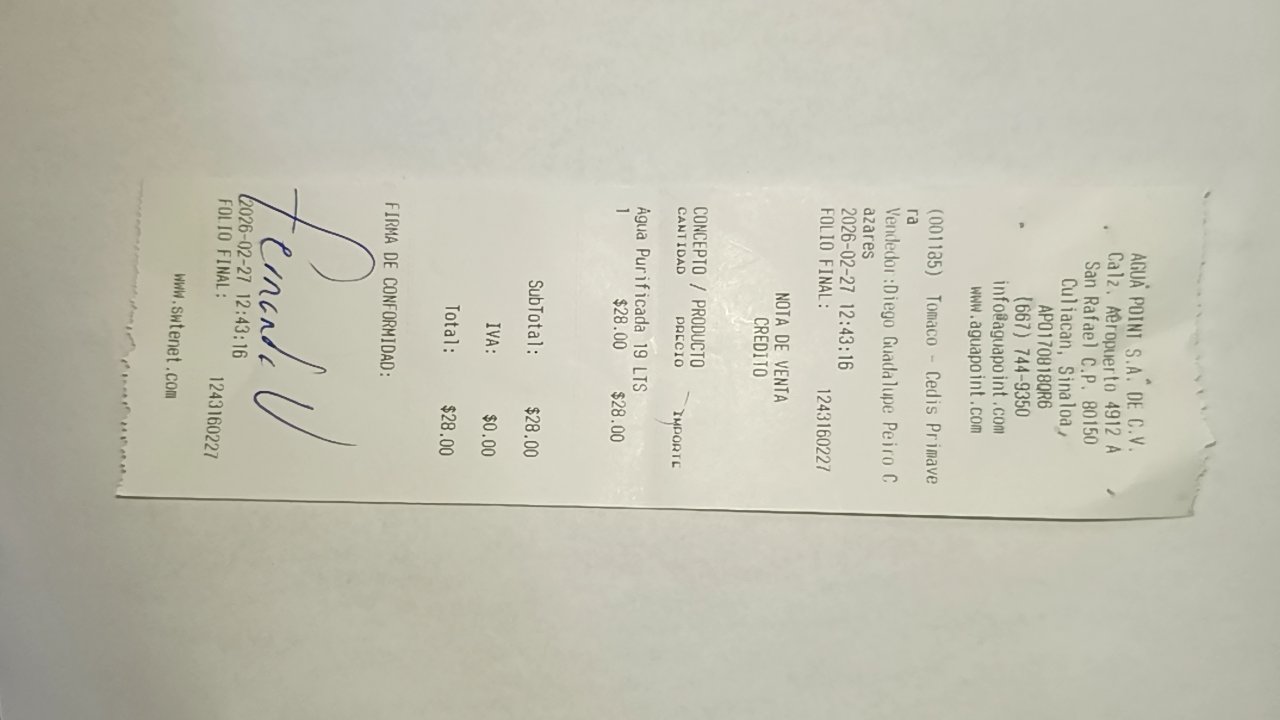 AGUA POINT S.A. DE C.V.
Calz. Aeropuerto 4912 A
San Rafael C.P. 80150
Culiacan, Sinaloa,
APO170818QR6
(667) 744-9350
info@aguapoint.com
www.aguapoint.com
(001185) Tomaco - Cedis Primave
ra
Vendedor:Diego Guadalupe Peiro C
azares
2026-02-27 12:43:16
FOLIO FINAL: 1243160227
NOTA DE VENTA
CREDITO
CONCEPTO / PRODUCTO
CANTIDAD PRECIO IMPORTE
Agua Purificada 19 LTS
1 $28.00 $28.00
SubTotal: $28.00
IVA: $0.00
Total: $28.00
FIRMA DE CONFORMIDAD:
Fernando V
2026-02-27 12:43:16
FOLIO FINAL: 1243160227
www.swtenet.com